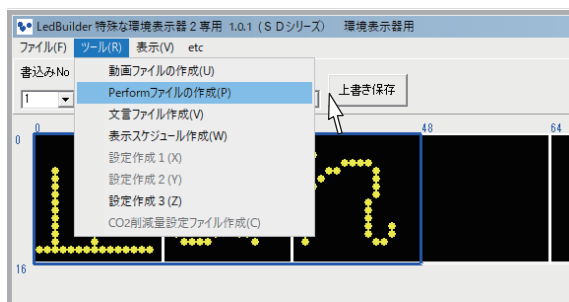 LedBuilder 特殊な環境表示器２専用 1.0.1 (ＳＤシリーズ) 環境表示器用
ファイル(F) ツール(R) 表示(V) etc
書込みNo
1
上書き保存
動画ファイルの作成(U)
Performファイルの作成(P)
文言ファイル作成(V)
表示スケジュール作成(W)
設定作成１(X)
設定作成２(Y)
設定作成３(Z)
CO2削減量設定ファイル作成(C)
0 48 64
0
16